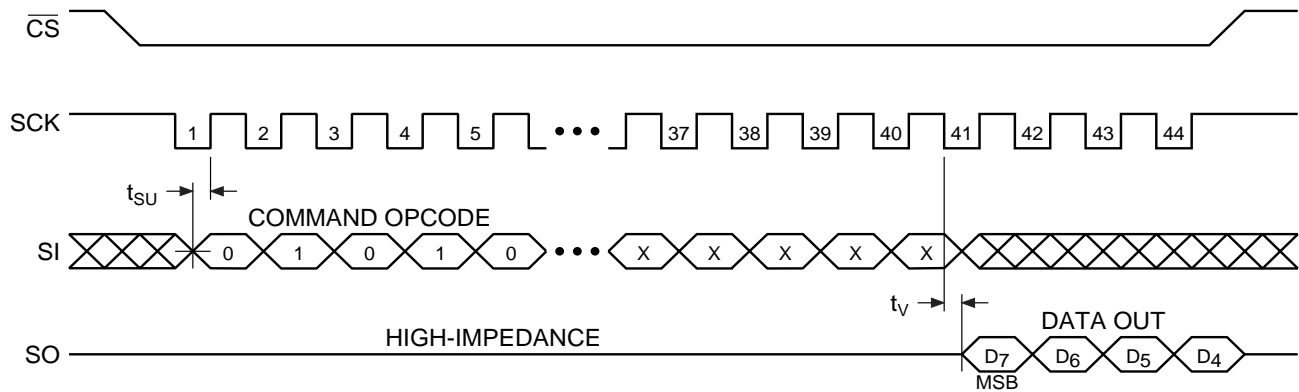 CS
SCK 1 2 3 4 5 ••• 37 38 39 40 41 42 43 44
tSU
COMMAND OPCODE
SI 0 1 0 1 0 ••• X X X X X
tV
HIGH-IMPEDANCE
DATA OUT
SO D7 D6 D5 D4
MSB